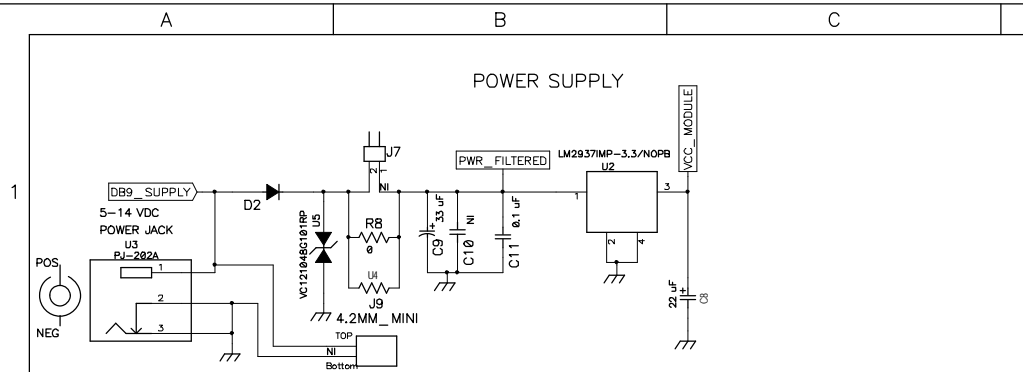 A
B
C
1
POWER SUPPLY
J7
2
1
NI
DB9_SUPPLY
5-14 VDC
POWER JACK
U3
PJ-202A
POS
NEG
1
2
3
D2
VC121048G101RP
U5
R8
0
U4
J9
4.2MM_MINI
TOP
NI
Bottom
C9
+
33 uF
C10
NI
C11
0.1 uF
PWR_FILTERED
LM2937IMP-3.3/NOPB
U2
1
3
2
4
VCC_MODULE
22 uF
+
C8